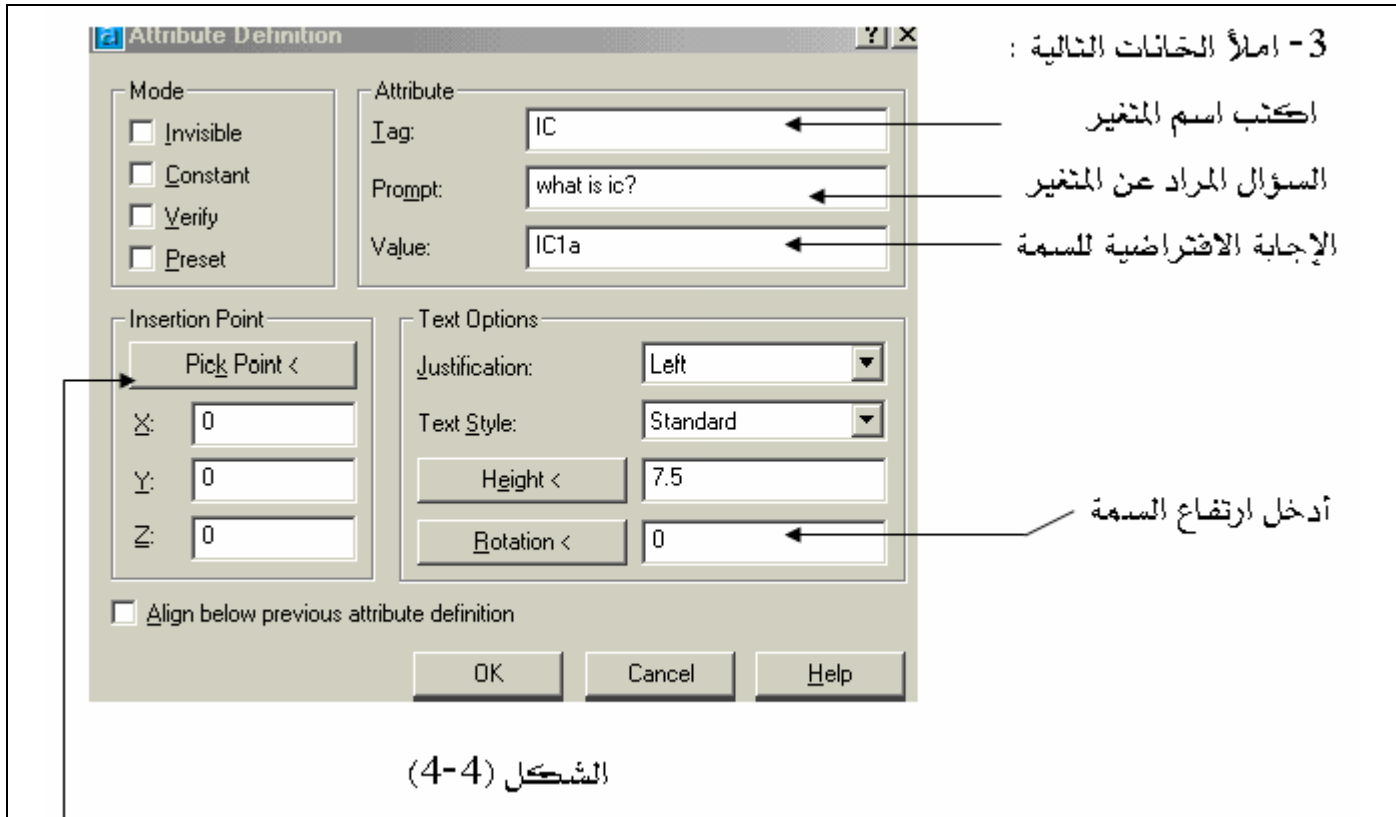 Attribute Definition
3- املأ الخانات التالية :
Mode
Attribute
اكتب اسم المتغير
Invisible
Tag:
IC
Constant
Prompt:
what is ic?
السؤال المراد عن المتغير
Verify
Value:
IC1a
الإجابة الافتراضية للسمة
Preset
Insertion Point
Text Options
Pick Point <
Justification:
Left
X:
0
Text Style:
Standard
Y:
0
Height <
7.5
Z:
0
Rotation <
0
أدخل ارتفاع السمة
Align below previous attribute definition
OK
Cancel
Help
الشكل (4-4)